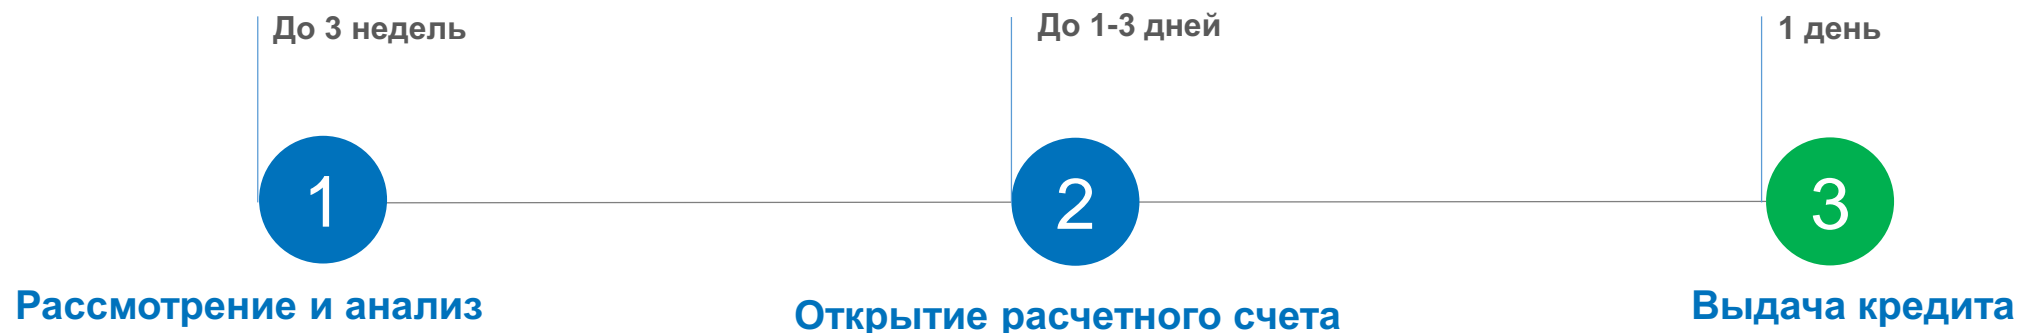 До 3 недель
До 1-3 дней
1 день
1
2
3
Рассмотрение и анализ
Открытие расчетного счета
Выдача кредита